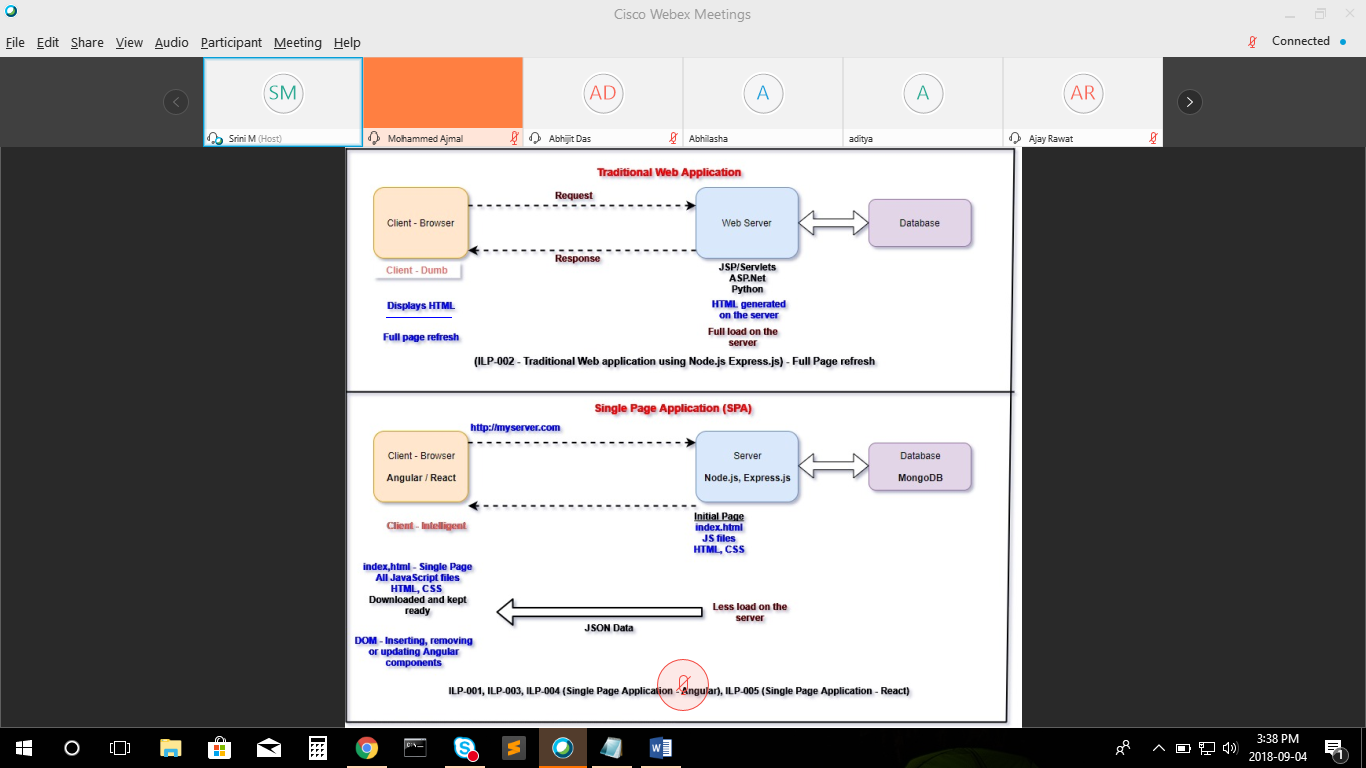 Cisco Webex Meetings
File Edit Share View Audio Participant Meeting Help
Connected
SM
AD
A
A
AR
Srini M (Host)
Mohammed Ajmal
Abhijit Das
Abhilasha
aditya
Ajay Rawat
Traditional Web Application
Request
Client - Browser
Web Server
Database
Response
Client - Dumb
JSP/Servlets
ASP.Net
Python
Displays HTML
HTML generated
on the server
Full page refresh
Full load on the
server
(ILP-002 - Traditional Web application using Node.js Express.js) - Full Page refresh
Single Page Application (SPA)
http://myserver.com
Client - Browser
Angular / React
Server
Node.js, Express.js
Database
MongoDB
Client - Intelligent
Initial Page
index.html
JS files
HTML, CSS
index,html - Single Page
All JavaScript files
HTML, CSS
Downloaded and kept
ready
Less load on the
server
JSON Data
DOM - Inserting, removing
or updating Angular
components
ILP-001, ILP-003, ILP-004 (Single Page Application - Angular), ILP-005 (Single Page Application - React)
3:38 PM
2018-09-04
1